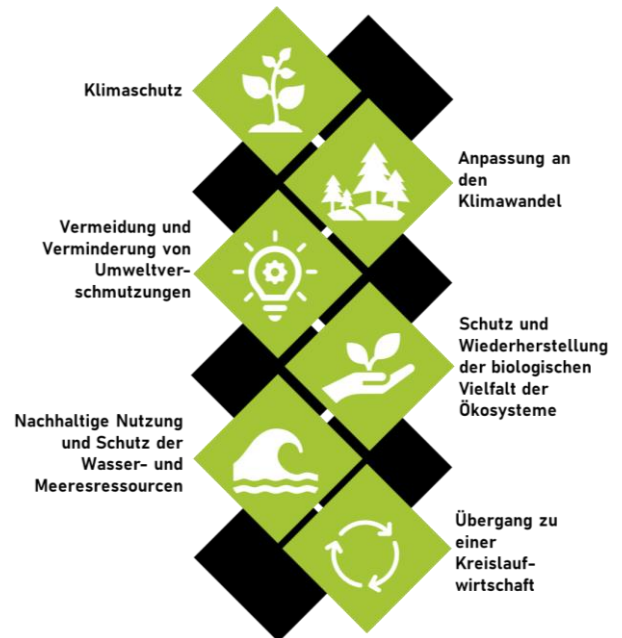 Klimaschutz
Anpassung an
den
Klimawandel
Vermeidung und
Verminderung von
Umweltver-
schmutzungen
Schutz und
Wiederherstellung
der biologischen
Vielfalt der
Ökosysteme
Nachhaltige Nutzung
und Schutz der
Wasser- und
Meeresressourcen
Übergang zu
einer
Kreislauf-
wirtschaft